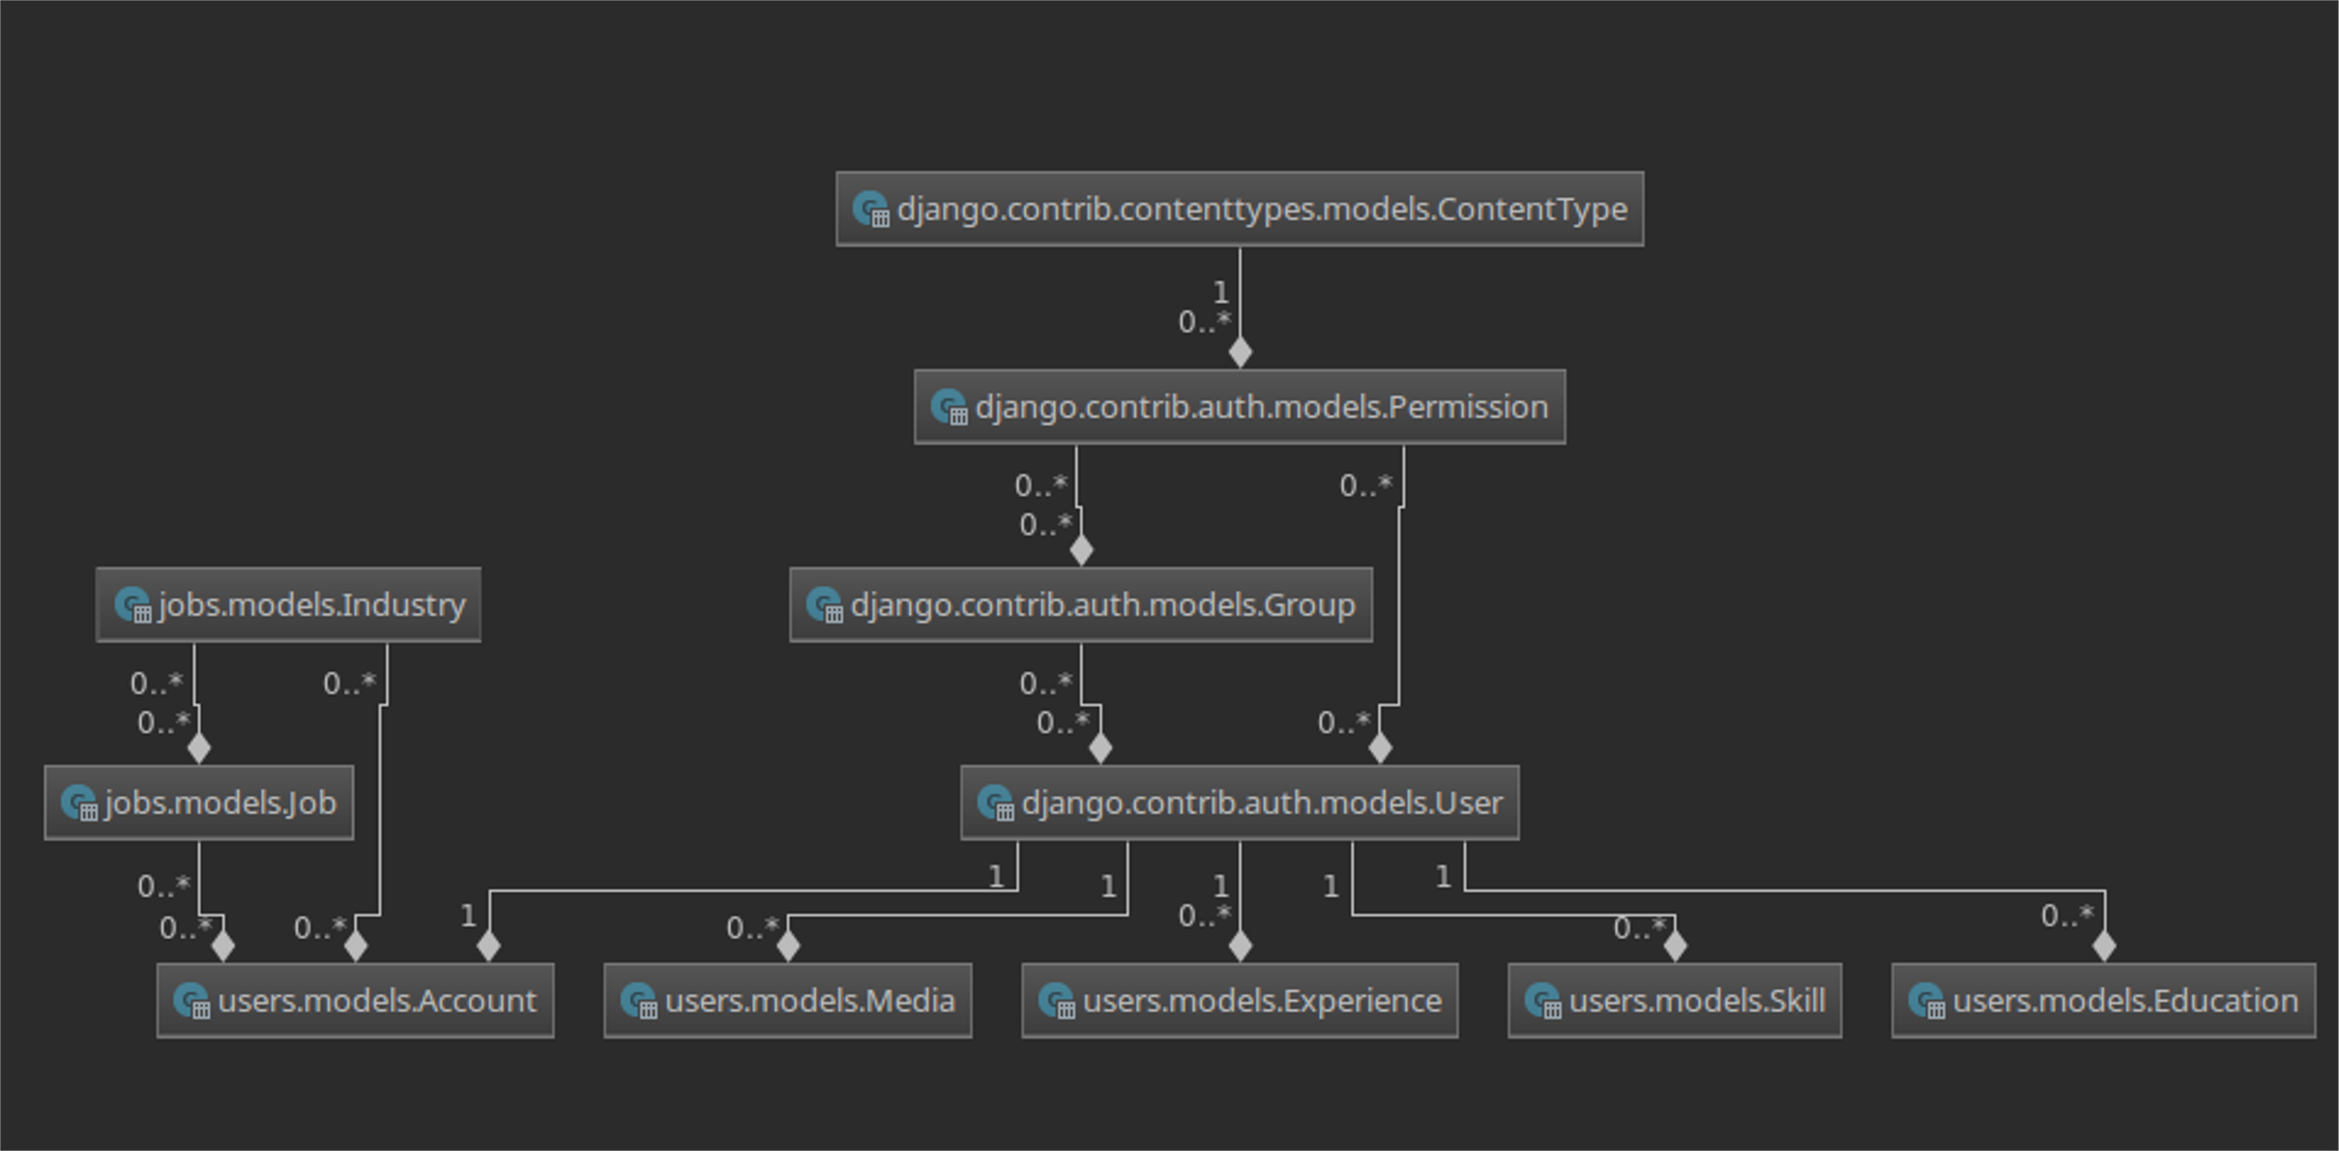 django.contrib.contenttypes.models.ContentType
1
0..*
django.contrib.auth.models.Permission
0..* 0..*
0..*
jobs.models.Industry django.contrib.auth.models.Group
0..* 0..* 0..*
0..* 0..* 0..*
jobs.models.Job django.contrib.auth.models.User
0..* 1 1 1 1 1
0..* 0..* 1 0..* 0..* 0..* 0..*
users.models.Account users.models.Media users.models.Experience users.models.Skill users.models.Education